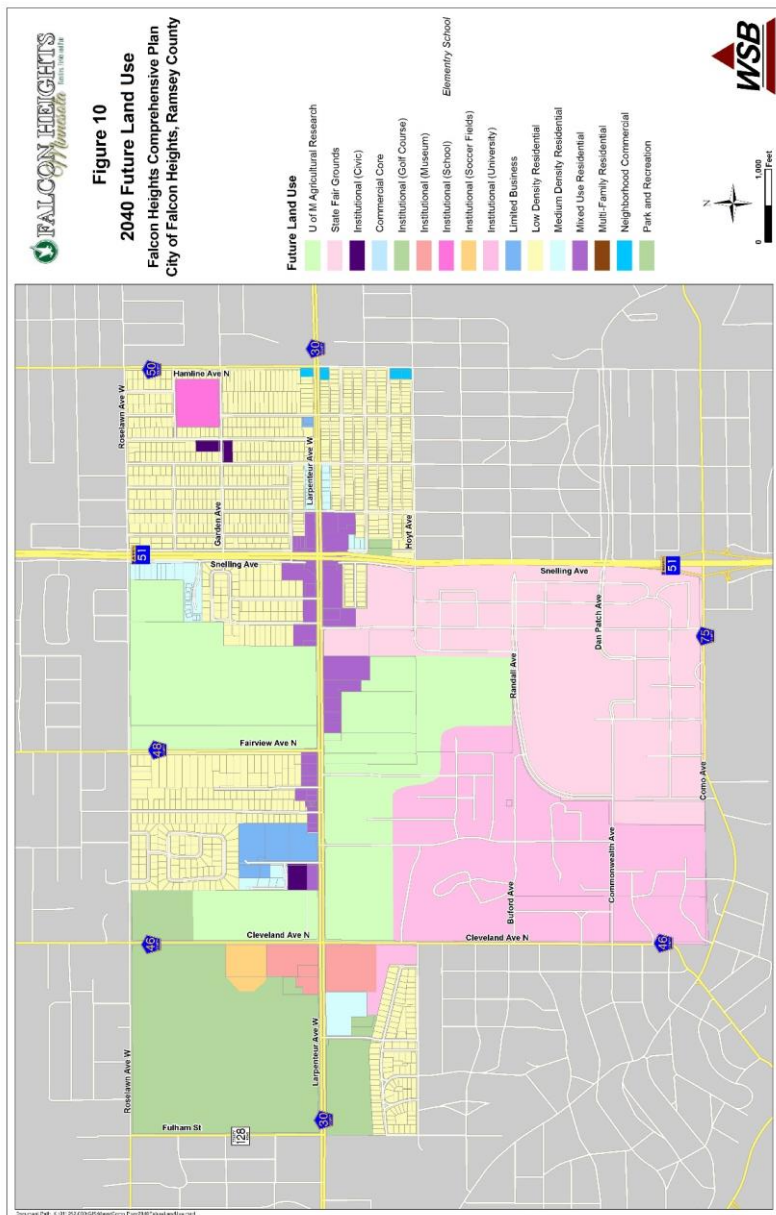 FALCON HEIGHTS
Minnesota
Figure 10
2040 Future Land Use
Falcon Heights Comprehensive Plan
City of Falcon Heights, Ramsey County
Future Land Use
U of M Agricultural Research
State Fair Grounds
Institutional (Civic)
Commercial Core
Institutional (Golf Course)
Institutional (Museum)
Institutional (School)
Elementry School
Institutional (Soccer Fields)
Institutional (University)
Limited Business
Low Density Residential
Medium Density Residential
Mixed Use Residential
Multi-Family Residential
Neighborhood Commercial
Park and Recreation
N
0
1,000
Feet
WSB
Roselawn Ave W
Roselawn Ave W
50
Hamline Ave N
30
Larpenteur Ave W
Garden Ave
Hoyt Ave
51
Snelling Ave
Snelling Ave
51
Dan Patch Ave
Randall Ave
75
Como Ave
48
Fairview Ave N
Commonwealth Ave
Buford Ave
46
Cleveland Ave N
Cleveland Ave N
46
Larpenteur Ave W
30
Fulham St
128